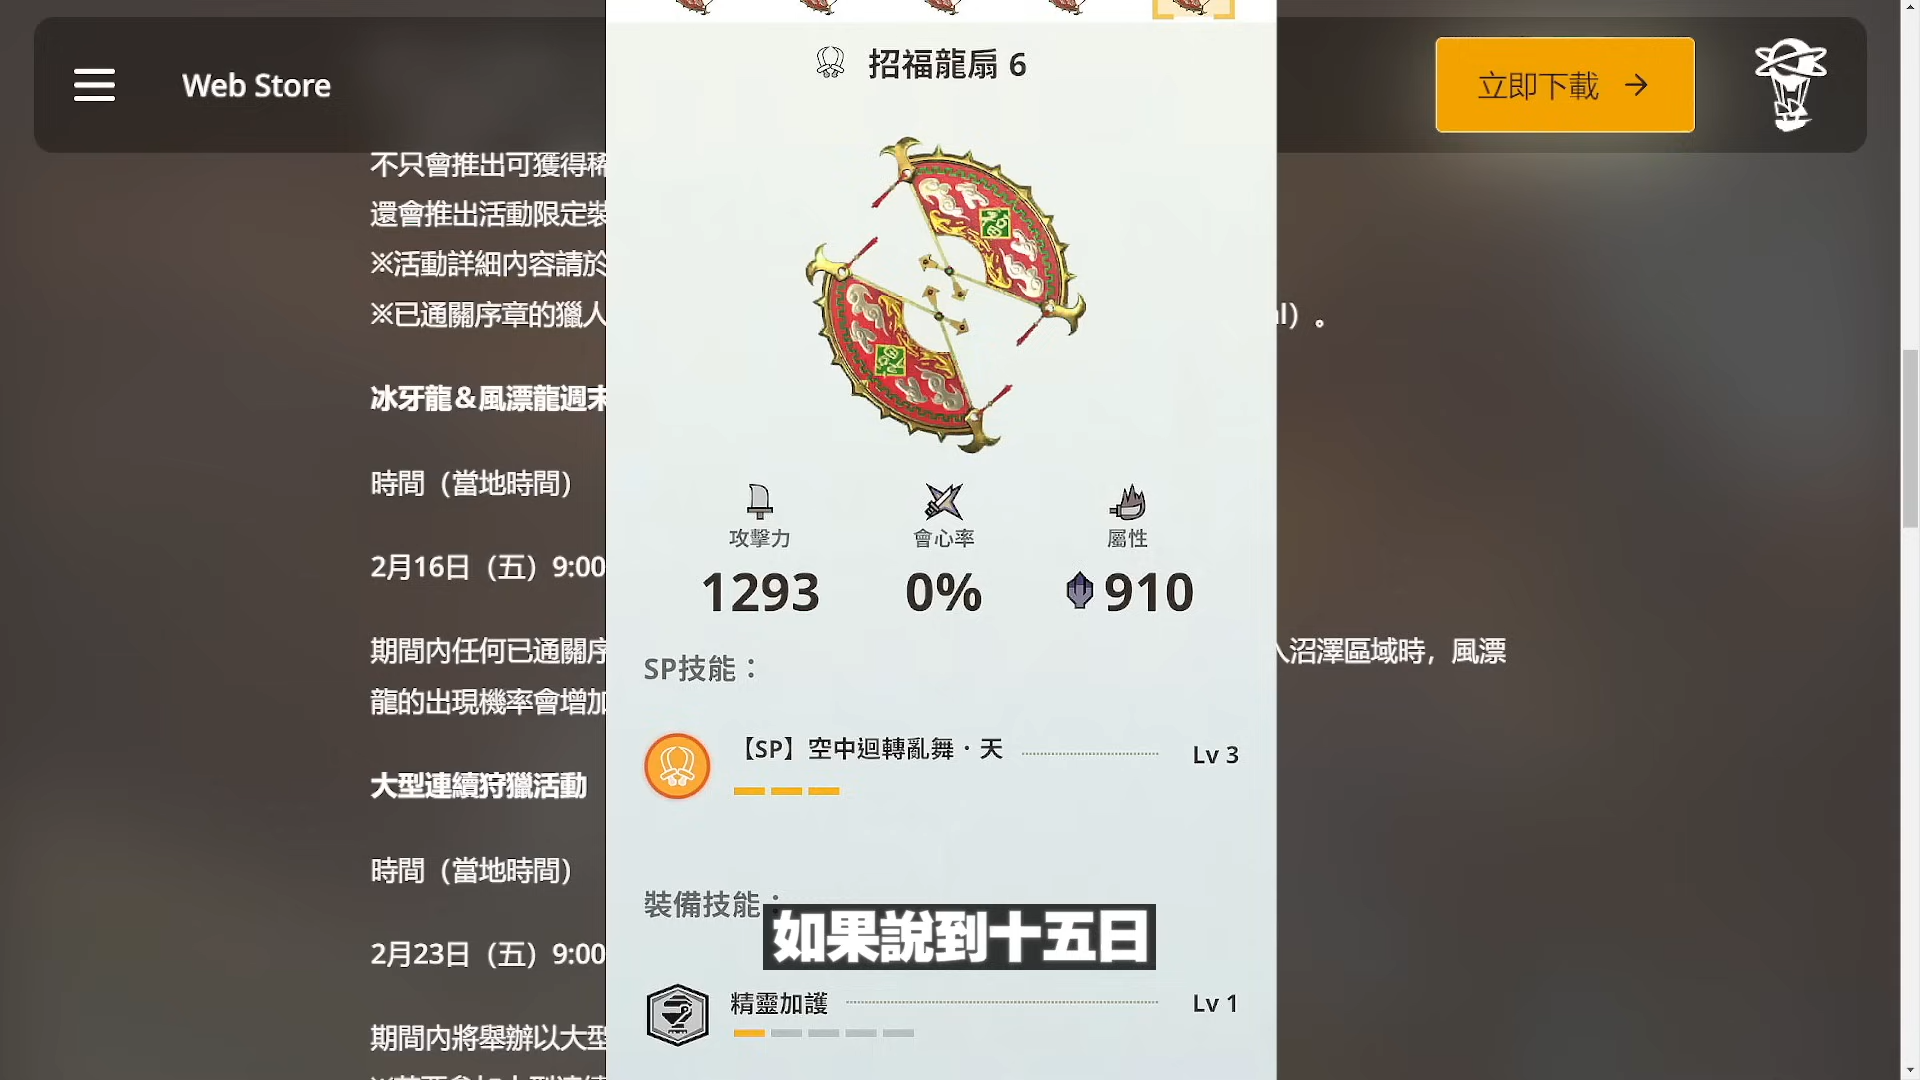 Web Store
立即下載
招福龍扇 6
不只會推出可獲得稀
還會推出活動限定裝
※活動詳細內容請於
※已通關序章的獵人
al）。
冰牙龍＆風漂龍週末
時間（當地時間）
2月16日（五）9:00
期間內任何已通關序
入沼澤區域時，風漂
龍的出現機率會增加
大型連續狩獵活動
時間（當地時間）
2月23日（五）9:00
期間內將舉辦以大型
福
福
攻擊力
會心率
屬性
1293
0%
910
SP技能：
【SP】空中迴轉亂舞・天
Lv 3
裝備技能：
如果說到十五日
精靈加護
Lv 1